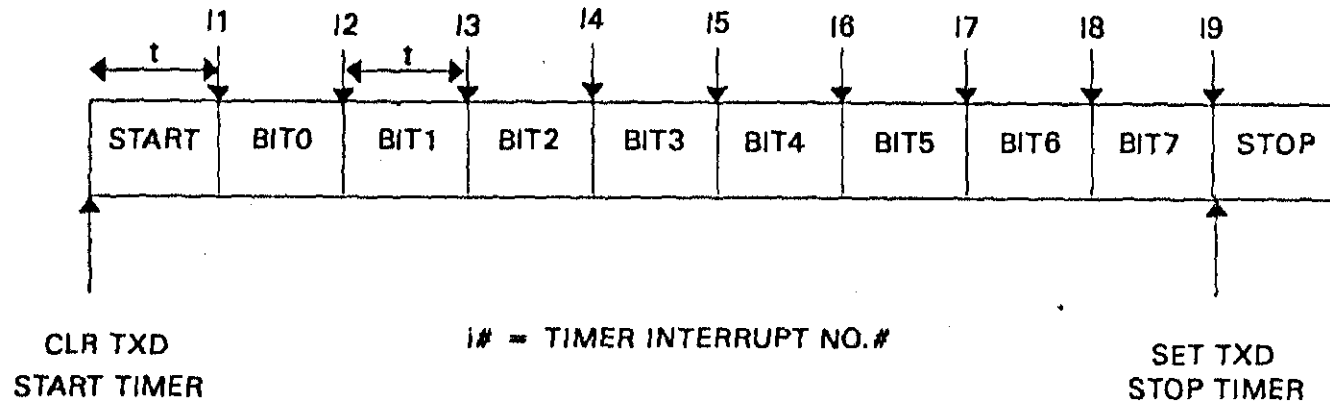 I1 I2 I3 I4 I5 I6 I7 I8 I9
t t
START BIT0 BIT1 BIT2 BIT3 BIT4 BIT5 BIT6 BIT7 STOP
CLR TXD
START TIMER
I# = TIMER INTERRUPT NO.#
SET TXD
STOP TIMER